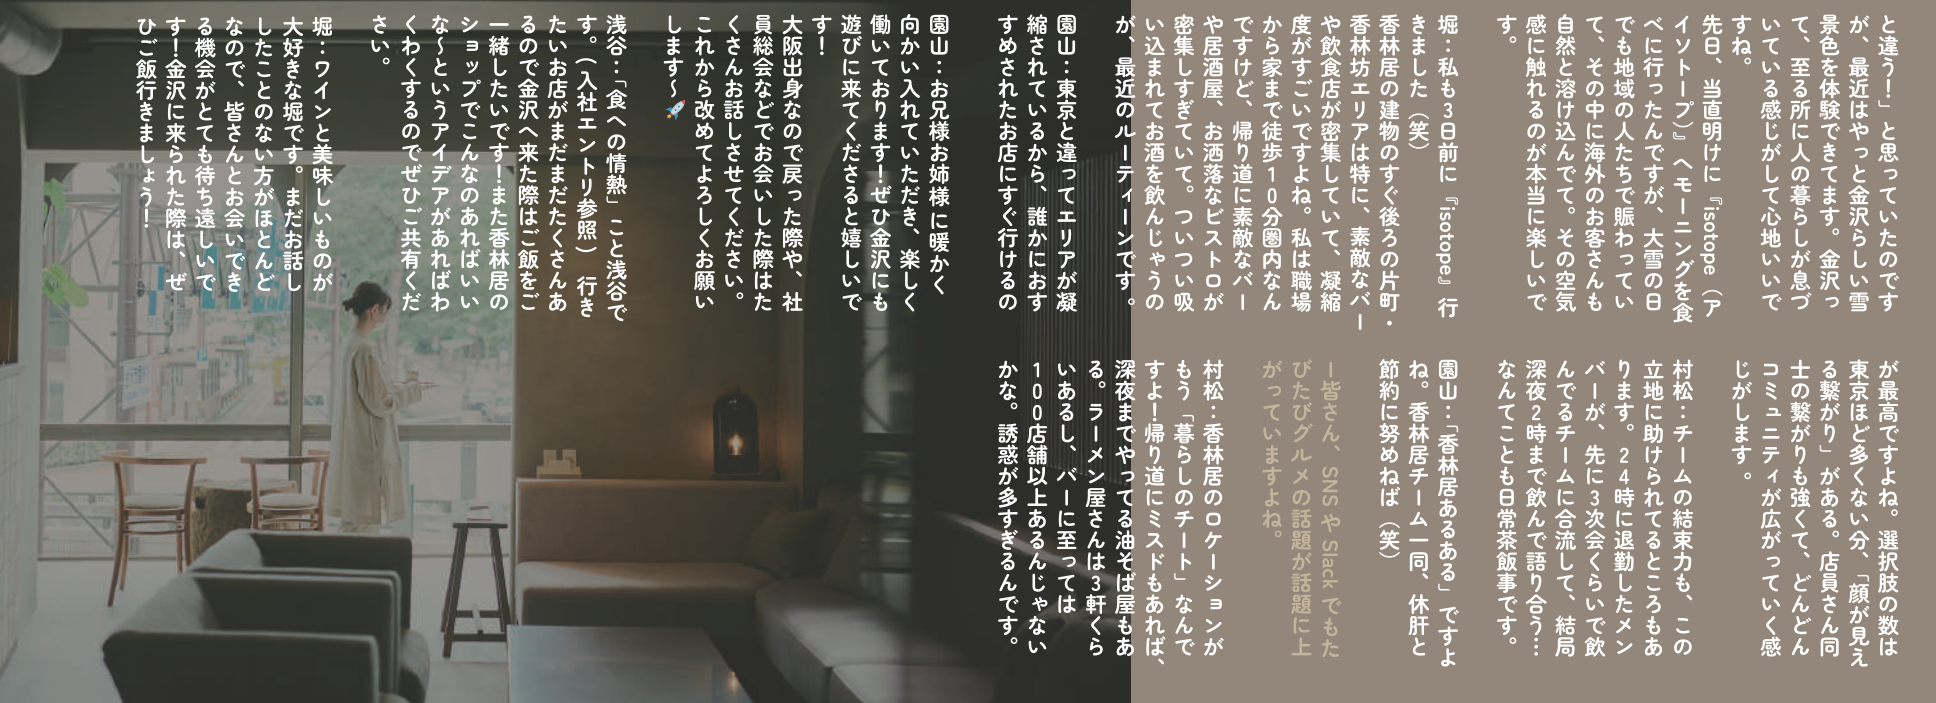 と違う！」と思っていたのです
が、最近はやっと金沢らしい雪
景色を体験できてます。金沢っ
て、至る所に人の暮らしが息づ
いている感じがして心地いいで
すね。
先日、当直明けに『isotope（ア
イソトープ）』へモーニングを食
べに行ったんですが、大雪の日
でも地域の人たちで賑わってい
て、その中に海外のお客さんも
自然と溶け込んでて。その空気
感に触れるのが本当に楽しいで
す。
堀：私も3日前に『isotope』行
きました（笑）
香林居の建物のすぐ後ろの片町・
香林坊エリアは特に、素敵なバー
や飲食店が密集していて、凝縮
度がすごいですよね。私は職場
から家まで徒歩10分圏内なん
ですけど、帰り道に素敵なバー
や居酒屋、お洒落なビストロが
密集しすぎていて。ついつい吸
い込まれてお酒を飲んじゃうの
が、最近のルーティーンです。
園山：東京と違ってエリアが凝
縮されているから、誰かにおす
すめされたお店にすぐ行けるの
が最高ですよね。選択肢の数は
東京ほど多くない分、「顔が見え
る繋がり」がある。店員さん同
士の繋がりも強くて、どんどん
コミュニティが広がっていく感
じがします。
村松：チームの結束力も、この
立地に助けられてるところもあ
ります。24時に退勤したメン
バーが、先に3次会くらいで飲
んでるチームに合流して、結局
深夜2時まで飲んで語り合う…
なんてことも日常茶飯事です。
園山：「香林居あるある」ですよ
ね。香林居チーム一同、休肝と
節約に努めねば（笑）
ー皆さん、SNSやSlackでもた
びたびグルメの話題が話題に上
がっていますよね。
村松：香林居のロケーションが
もう「暮らしのチート」なんで
すよ！帰り道にミスドもあれば、
深夜までやってる油そば屋もあ
る。ラーメン屋さんは3軒くら
いあるし、バーに至っては
100店舗以上あるんじゃない
かな。誘惑が多すぎるんです。
園山：お兄様お姉様に暖かく
向かい入れていただき、楽しく
働いております！ぜひ金沢にも
遊びに来てくださると嬉しいで
す！
大阪出身なので戻った際や、社
員総会などでお会いした際はた
くさんお話しさせてください。
これから改めてよろしくお願い
します〜🚀
浅谷：「食への情熱」こと浅谷で
す。（入社エントリ参照）　行き
たいお店がまだまだたくさんあ
るので金沢へ来た際はご飯をご
一緒したいです！また香林居の
ショップでこんなのあればいい
な〜というアイデアがあればわ
くわくするのでぜひご共有くだ
さい。
堀：ワインと美味しいものが
大好きな堀です。まだお話し
したことのない方がほとんど
なので、皆さんとお会いでき
る機会がとても待ち遠しいで
す！金沢に来られた際は、ぜ
ひご飯行きましょう！